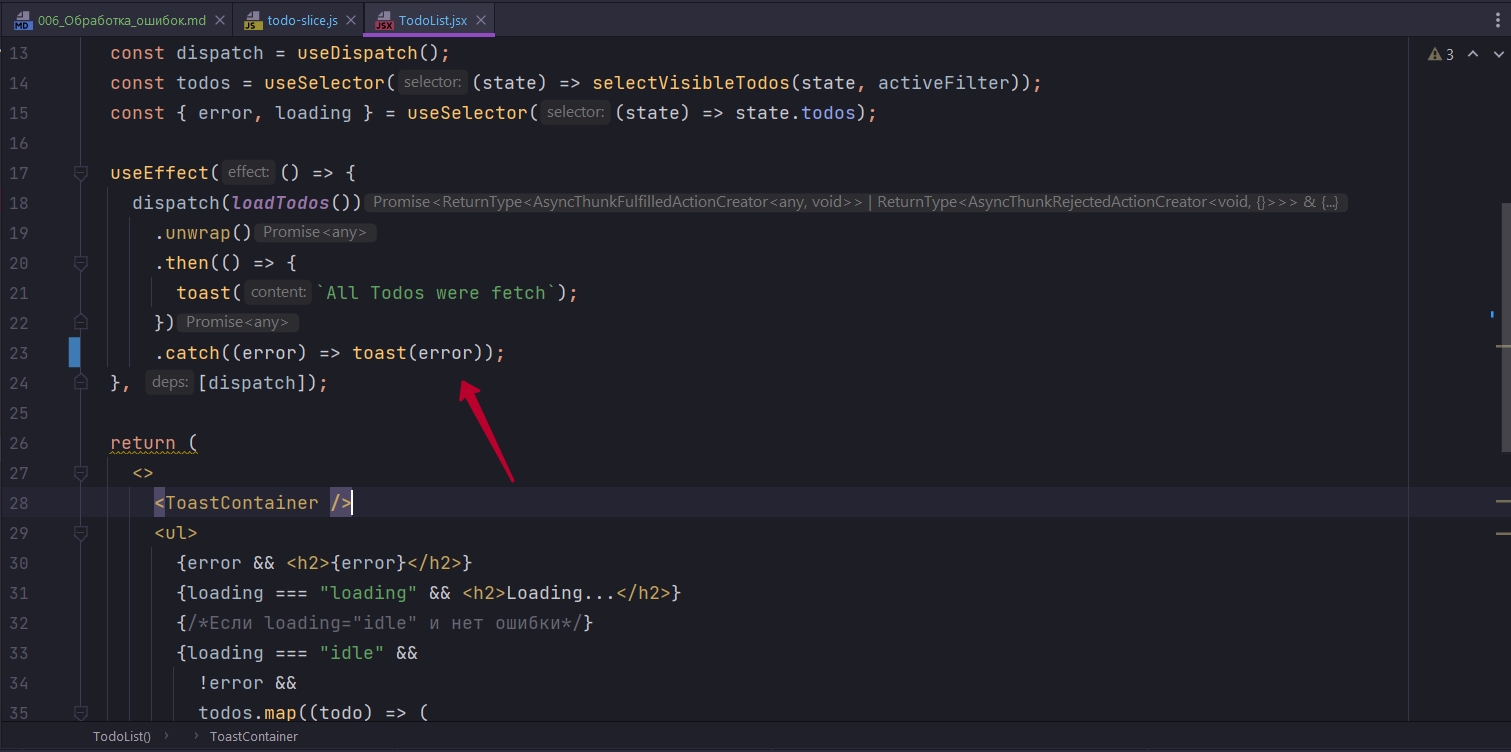 006_Обработка_ошибок.md todo-slice.js TodoList.jsx
3
13 const dispatch = useDispatch();
14 const todos = useSelector( selector: (state) => selectVisibleTodos(state, activeFilter));
15 const { error, loading } = useSelector( selector: (state) => state.todos);
16
17 useEffect( effect: () => {
18 dispatch(loadTodos()) Promise<ReturnType<AsyncThunkFulfilledActionCreator<any, void>> | ReturnType<AsyncThunkRejectedActionCreator<void, {}>>> & {...}
19 .unwrap() Promise<any>
20 .then(() => {
21 toast( content: `All Todos were fetch`);
22 }) Promise<any>
23 .catch((error) => toast(error));
24 }, deps: [dispatch]);
25
26 return (
27 <>
28 <ToastContainer />
29 <ul>
30 {error && <h2>{error}</h2>}
31 {loading === "loading" && <h2>Loading...</h2>}
32 {/*Если loading="idle" и нет ошибки*/}
33 {loading === "idle" &&
34 !error &&
35 todos.map((todo) => (
TodoList() › › ToastContainer